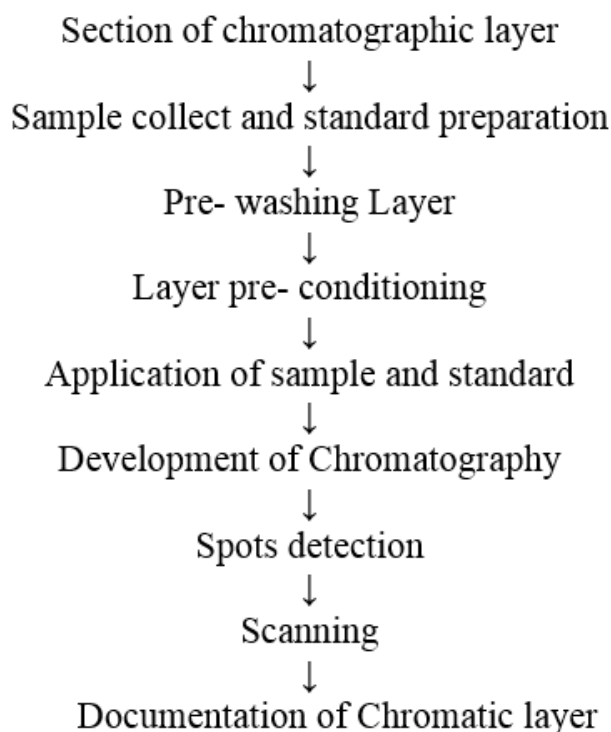 Section of chromatographic layer
↓
Sample collect and standard preparation
↓
Pre- washing Layer
↓
Layer pre- conditioning
↓
Application of sample and standard
↓
Development of Chromatography
↓
Spots detection
↓
Scanning
↓
Documentation of Chromatic layer